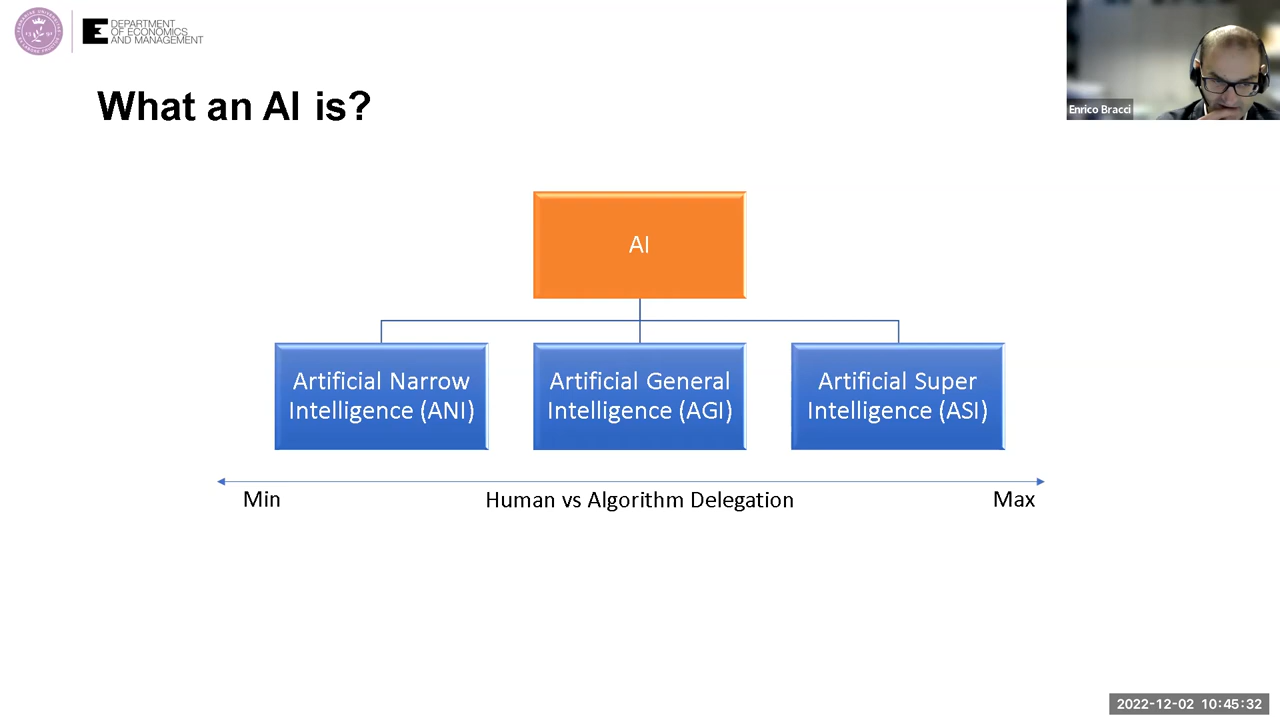 DEPARTMENT
OF ECONOMICS
AND MANAGEMENT
Enrico Bracci
What an AI is?
AI
Artificial Narrow
Intelligence (ANI)
Artificial General
Intelligence (AGI)
Artificial Super
Intelligence (ASI)
Min
Human vs Algorithm Delegation
Max
2022-12-02 10:45:32